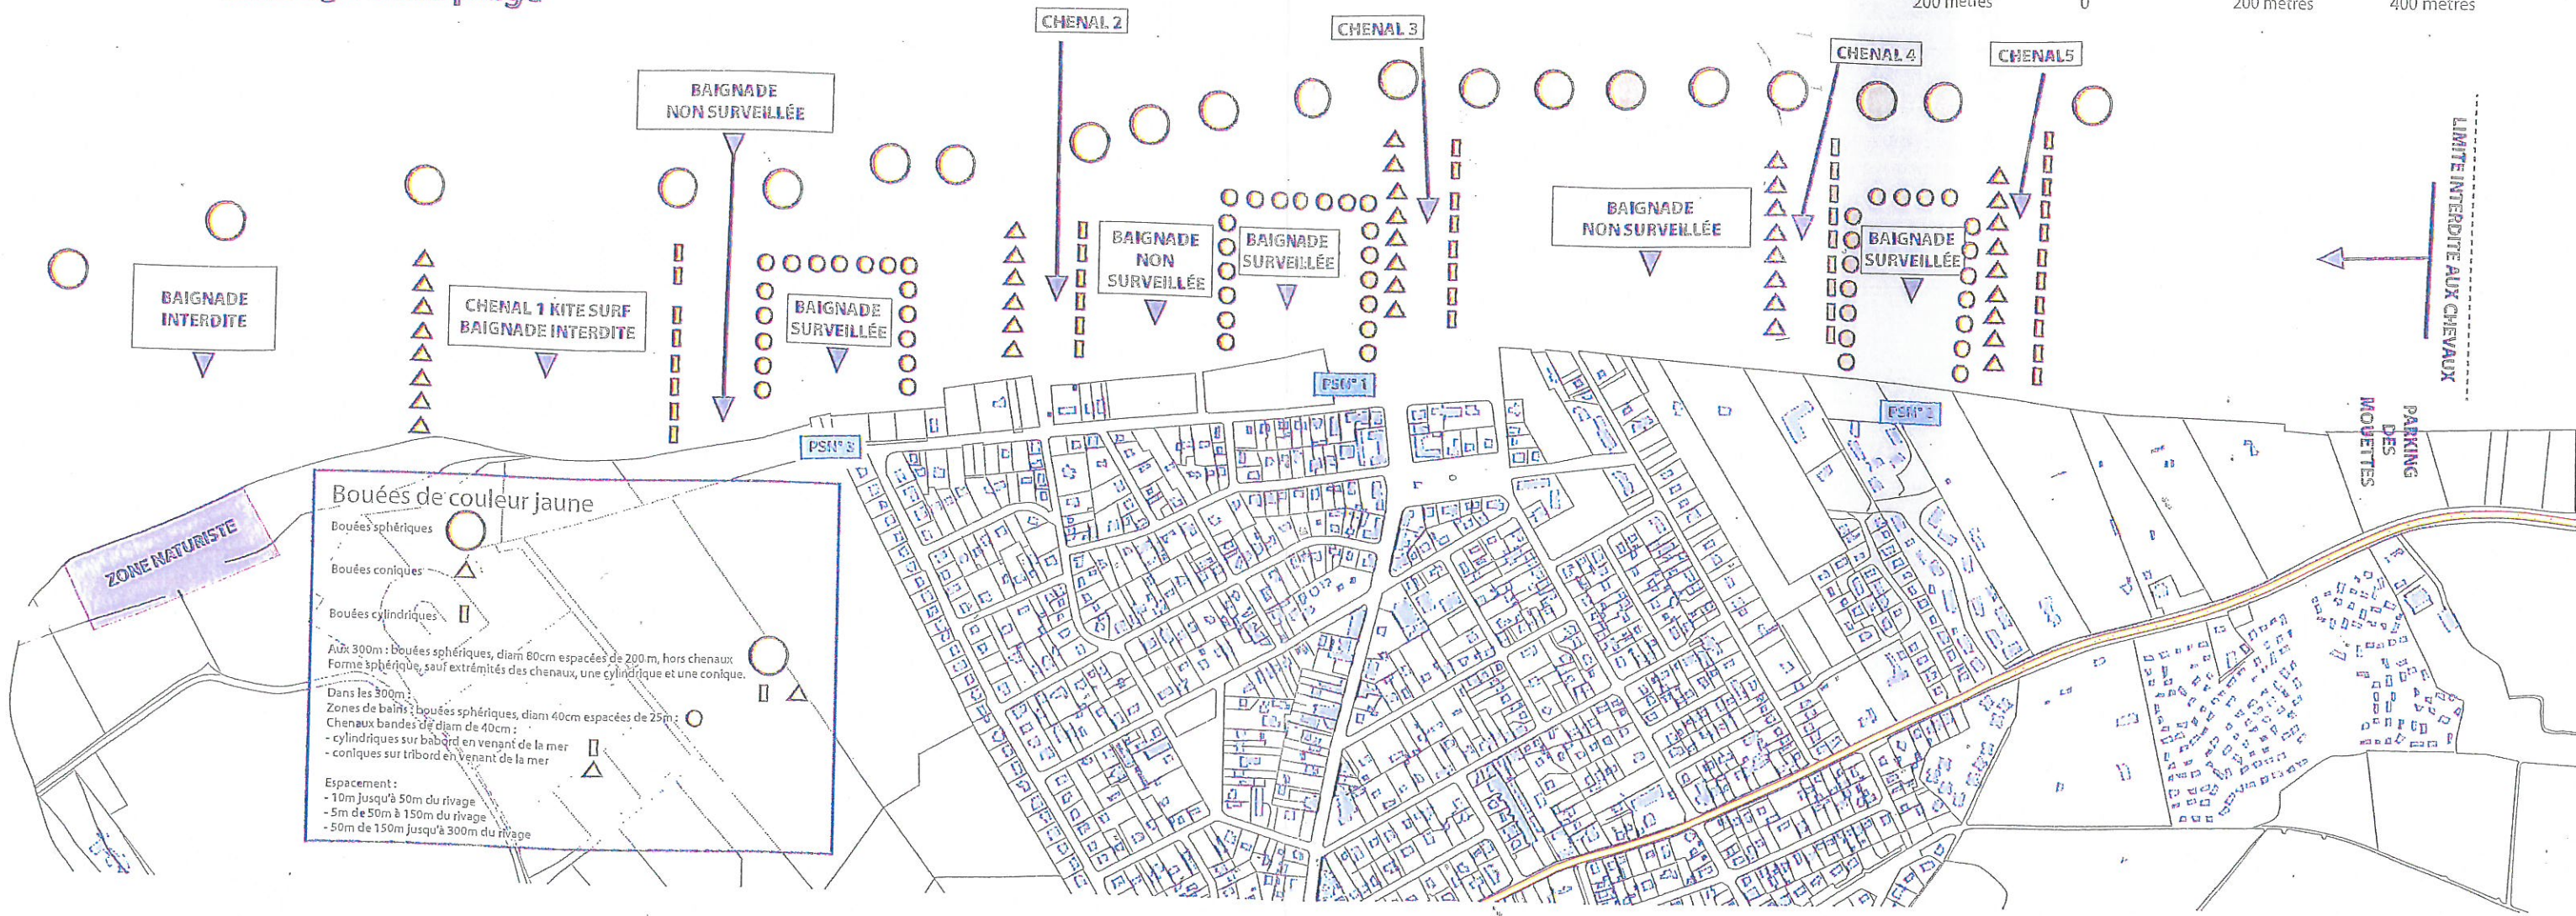 plage
200 mètres 0 200 mètres 400 mètres
CHENAL 2
CHENAL 3
CHENAL 4
CHENAL5
BAIGNADE
NON SURVEILLÉE
BAIGNADE
INTERDITE
CHENAL 1 KITE SURF
BAIGNADE INTERDITE
BAIGNADE
SURVEILLÉE
BAIGNADE
NON
SURVEILLÉE
BAIGNADE
SURVEILLÉE
BAIGNADE
NON SURVEILLÉE
BAIGNADE
SURVEILLÉE
LIMITE INTERDITE AUX CHEVAUX
PARKING
DES
MOUETTES
PSN° 3
PSN° 1
PSN° 2
ZONE NATURISTE
Bouées de couleur jaune
Bouées sphériques
Bouées coniques
Bouées cylindriques
Aux 300m : bouées sphériques, diam 80cm espacées de 200 m, hors chenaux
Forme sphérique, sauf extrémités des chenaux, une cylindrique et une conique.
Dans les 300m :
Zones de bains : bouées sphériques, diam 40cm espacées de 25m :
Chenaux bandes de diam de 40cm :
- cylindriques sur babord en venant de la mer
- coniques sur tribord en venant de la mer
Espacement :
- 10m jusqu'à 50m du rivage
- 5m de 50m à 150m du rivage
- 50m de 150m jusqu'à 300m du rivage